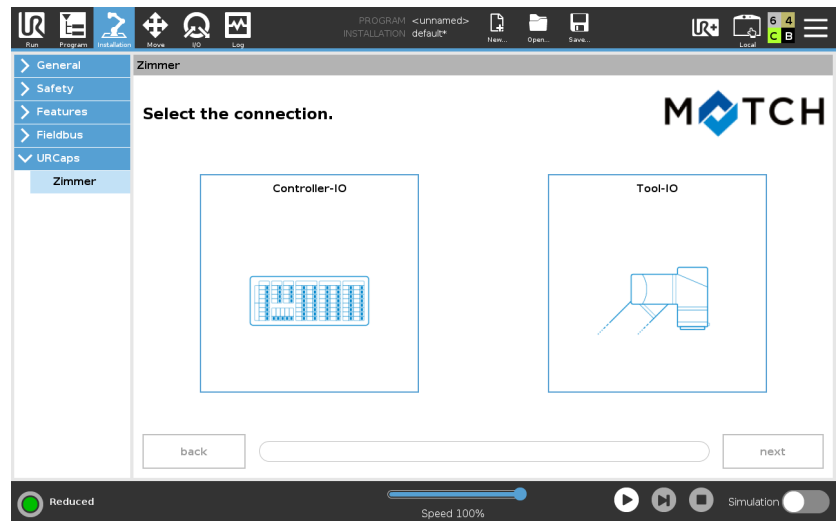 PROGRAM <unnamed>
INSTALLATION default*
Run Program Installation Move I/O Log New... Open... Save... Local
UR+
6 4
C B
General
Safety
Features
Fieldbus
URCaps
Zimmer
Zimmer
Select the connection.
MATCH
Controller-IO
Tool-IO
back
next
Reduced
Speed 100%
Simulation